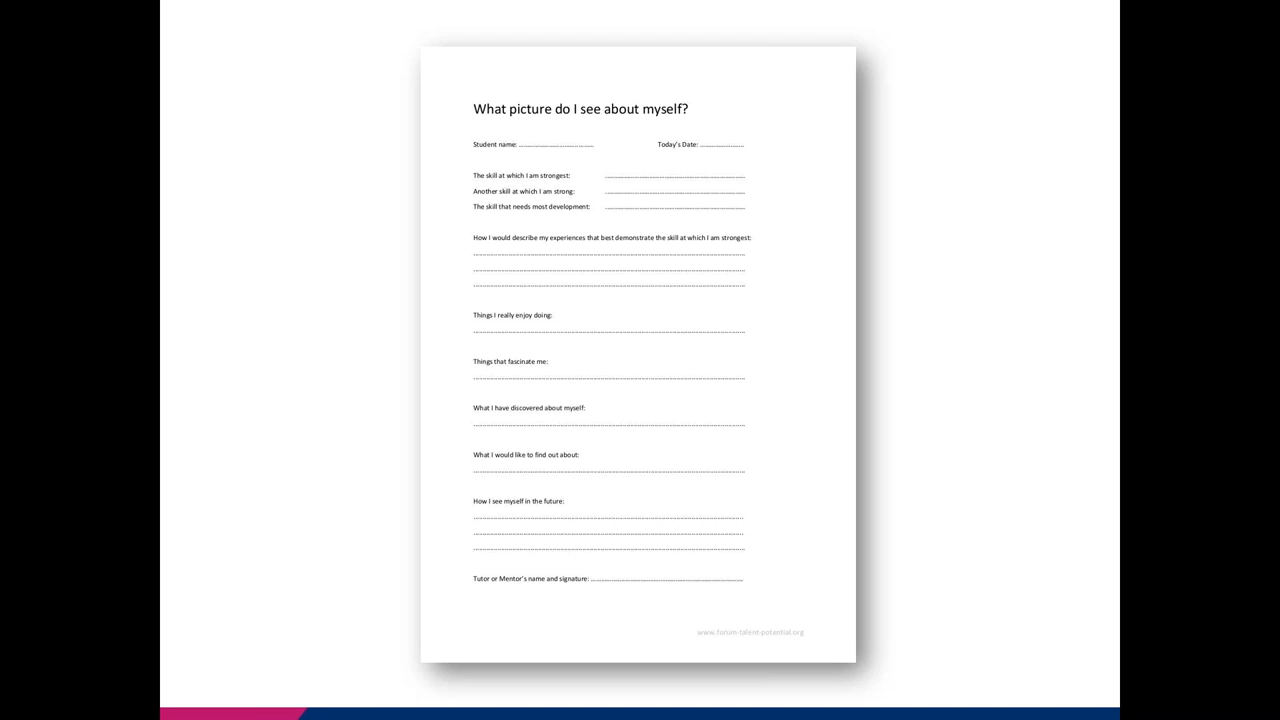 What picture do I see about myself?
Student name: ........................................ Today's Date: ........................
The skill at which I am strongest: ........................................................................
Another skill at which I am strong: ........................................................................
The skill that needs most development: ........................................................................
How I would describe my experiences that best demonstrate the skill at which I am strongest:
................................................................................................
................................................................................................
................................................................................................
Things I really enjoy doing:
................................................................................................
Things that fascinate me:
................................................................................................
What I have discovered about myself:
................................................................................................
What I would like to find out about:
................................................................................................
How I see myself in the future:
................................................................................................
................................................................................................
................................................................................................
Tutor or Mentor's name and signature: ........................................................................
www.forum-talent-potential.org